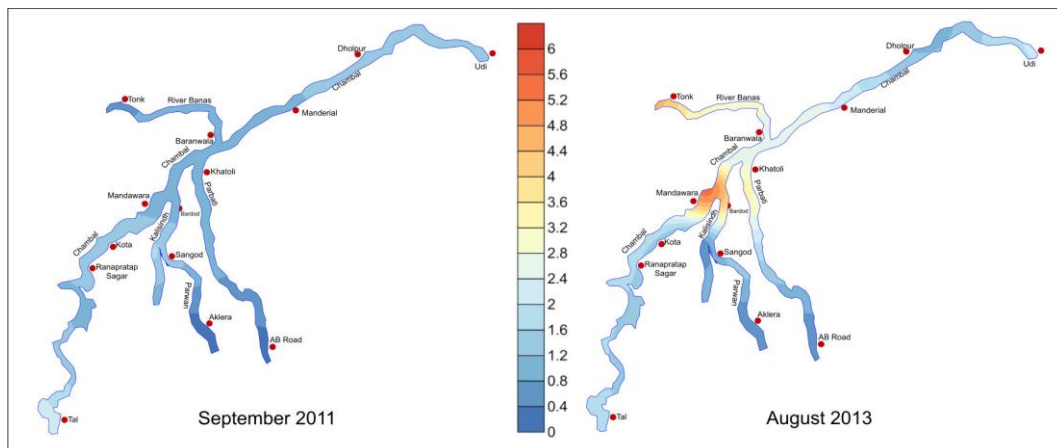 Dholpur
Udi
Chambal
Tonk
River Banas
Manderial
Baranwala
Chambal
Khatoli
Mandawara
Parbati
Bardod
Kalisindh
Chambal
Kota
Sangod
Ranapratap
Sagar
Parwan
Aklera
AB Road
Tal
September 2011
6
5.6
5.2
4.8
4.4
4
3.6
3.2
2.8
2.4
2
1.6
1.2
0.8
0.4
0
Dholpur
Udi
Chambal
Tonk
River Banas
Manderial
Baranwala
Chambal
Khatoli
Mandawara
Parbati
Bardod
Kalisindh
Chambal
Kota
Sangod
Ranapratap
Sagar
Parwan
Aklera
AB Road
Tal
August 2013